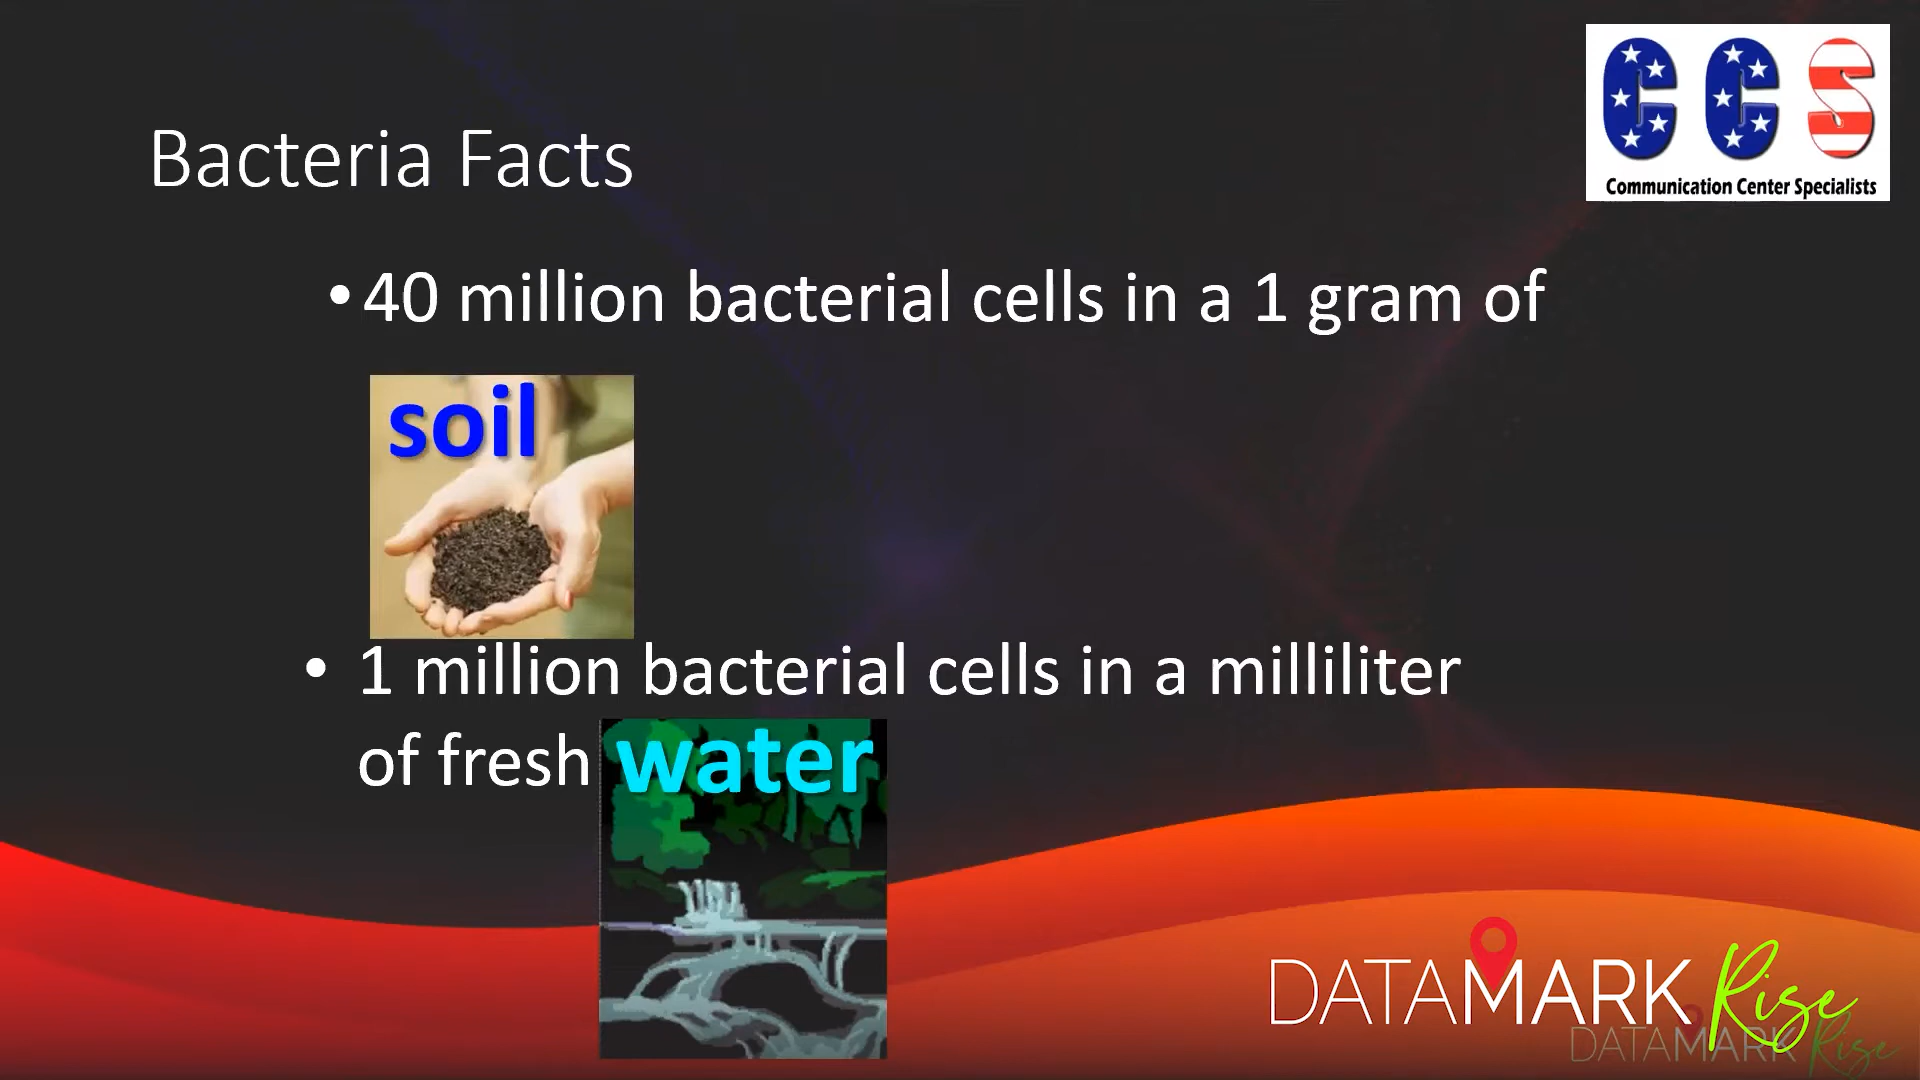 CCS
Communication Center Specialists
Bacteria Facts
•40 million bacterial cells in a 1 gram of
soil
• 1 million bacterial cells in a milliliter
of fresh water
DATAMARK Rise
DATAMARK Rise